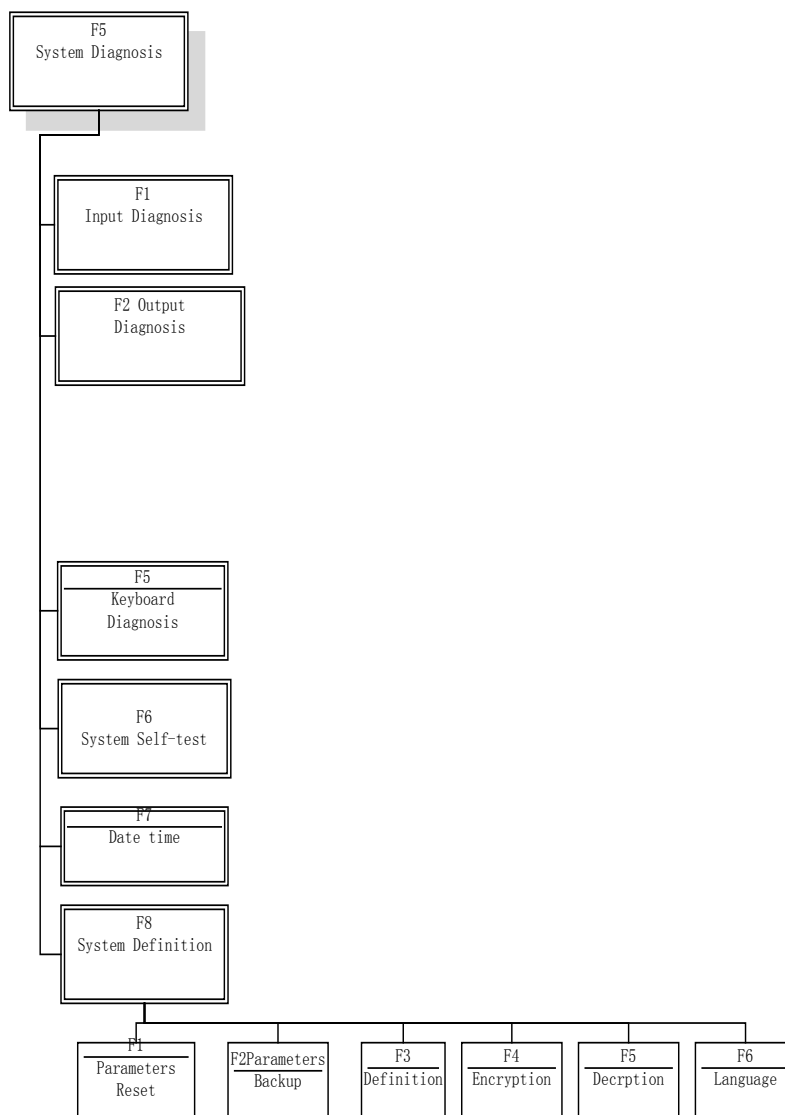 F5
System Diagnosis
F1
Input Diagnosis
F2 Output
Diagnosis
F5
Keyboard
Diagnosis
F6
System Self-test
F7
Date time
F8
System Definition
F1
Parameters
Reset
F2Parameters
Backup
F3
Definition
F4
Encryption
F5
Decrption
F6
Language